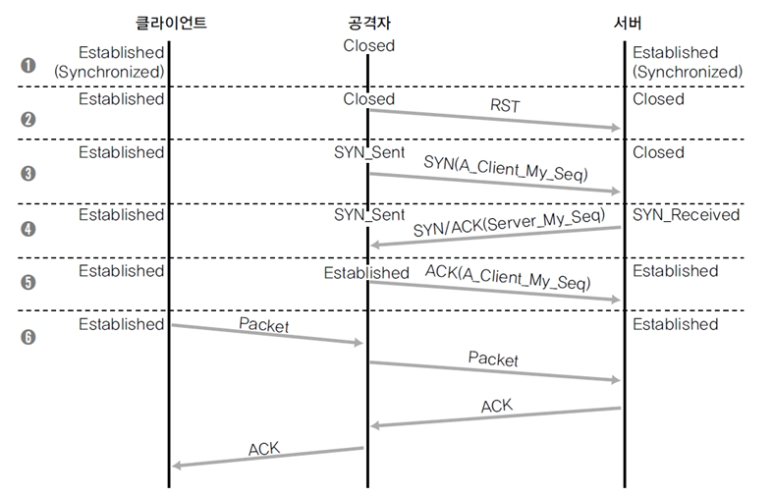 클라이언트 공격자 서버
❶ Established (Synchronized) Closed Established (Synchronized)
❷ Established Closed RST Closed
❸ Established SYN_Sent SYN(A_Client_My_Seq) Closed
❹ Established SYN_Sent SYN/ACK(Server_My_Seq) SYN_Received
❺ Established Established ACK(A_Client_My_Seq) Established
❻ Established Packet Established
Packet
ACK
ACK